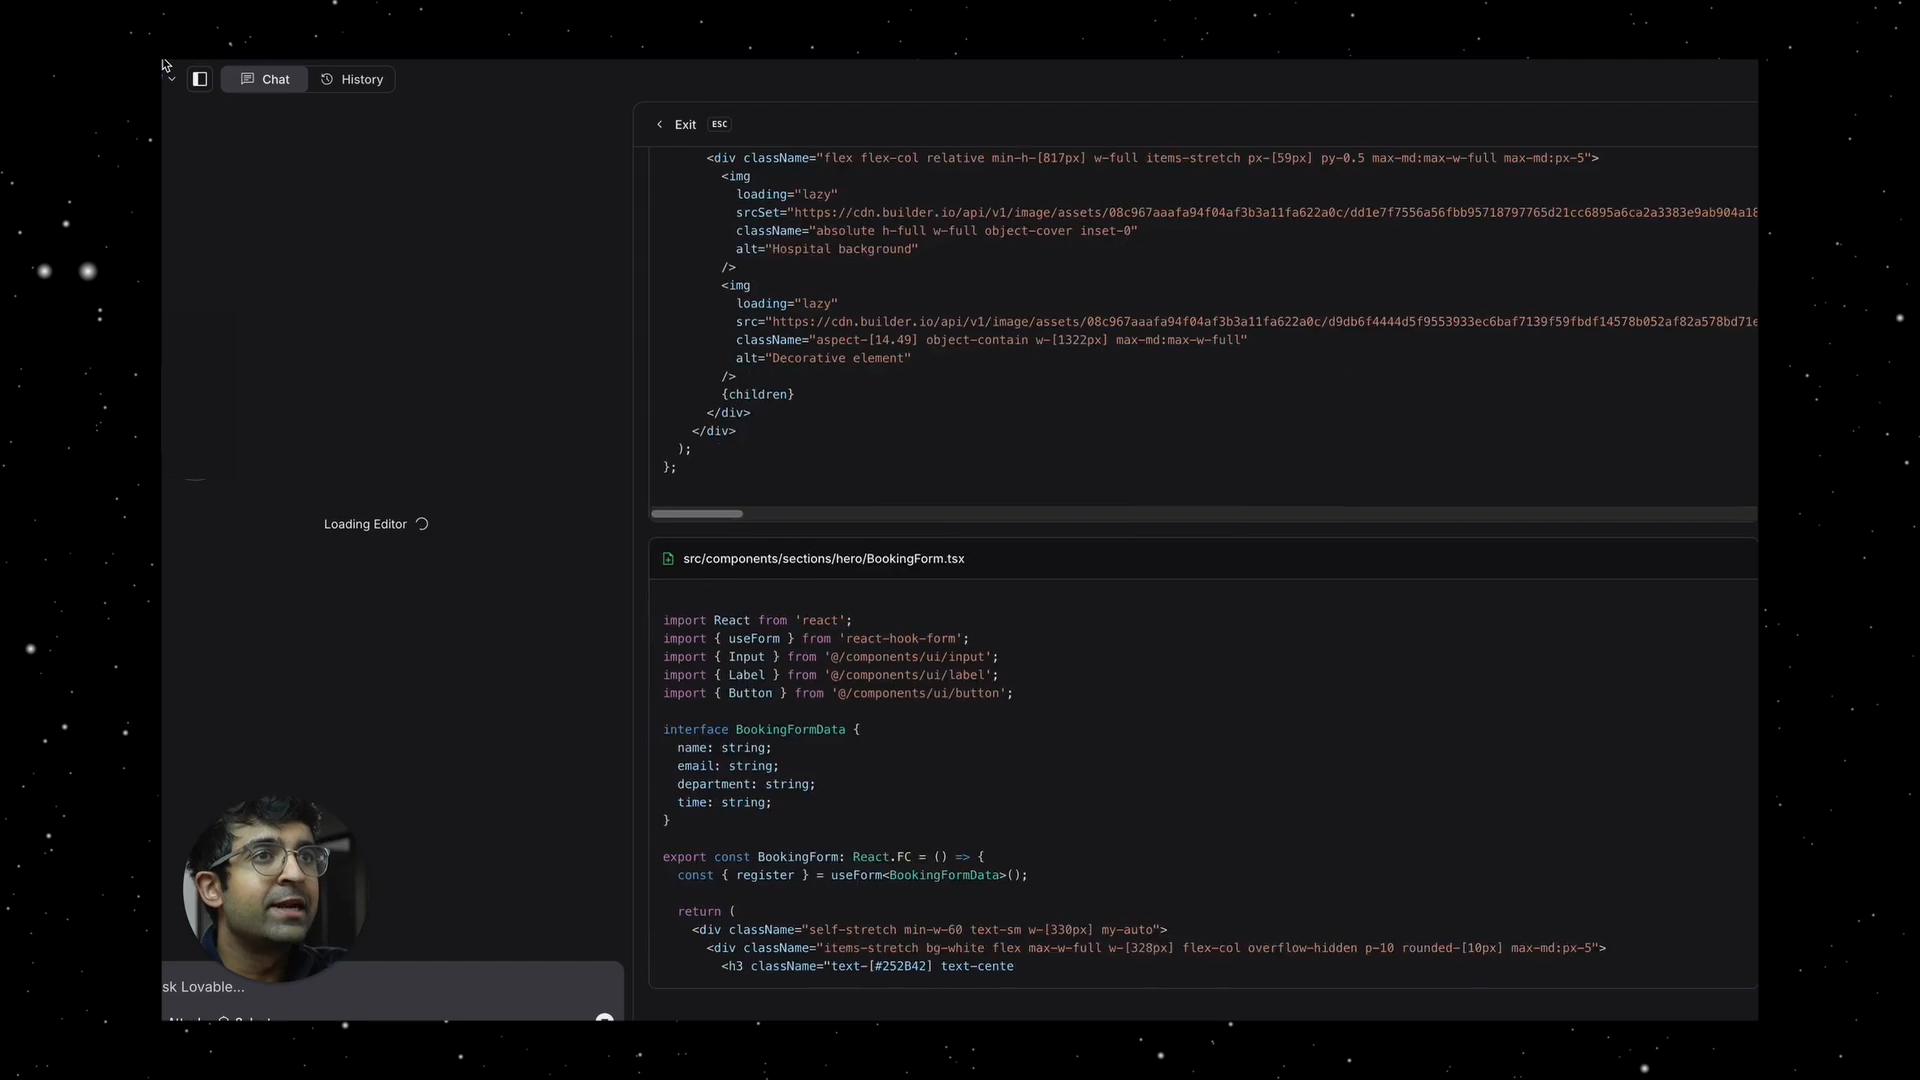 Chat
History
Exit
ESC
<div className="flex flex-col relative min-h-[817px] w-full items-stretch px-[59px] py-0.5 max-md:max-w-full max-md:px-5">
<img
loading="lazy"
srcSet="https://cdn.builder.io/api/v1/image/assets/08c967aaafa94f04af3b3a11fa622a0c/dd1e7f7556a56fbb95718797765d21cc6895a6ca2a3383e9ab904a18
className="absolute h-full w-full object-cover inset-0"
alt="Hospital background"
/>
<img
loading="lazy"
src="https://cdn.builder.io/api/v1/image/assets/08c967aaafa94f04af3b3a11fa622a0c/d9db6f4444d5f9553933ec6baf7139f59fbdf14578b052af82a578bd71e
className="aspect-[14.49] object-contain w-[1322px] max-md:max-w-full"
alt="Decorative element"
/>
{children}
</div>
</div>
);
};
Loading Editor
src/components/sections/hero/BookingForm.tsx
import React from 'react';
import { useForm } from 'react-hook-form';
import { Input } from '@/components/ui/input';
import { Label } from '@/components/ui/label';
import { Button } from '@/components/ui/button';
interface BookingFormData {
name: string;
email: string;
department: string;
time: string;
}
export const BookingForm: React.FC = () => {
const { register } = useForm<BookingFormData>();
return (
<div className="self-stretch min-w-60 text-sm w-[330px] my-auto">
<div className="items-stretch bg-white flex max-w-full w-[328px] flex-col overflow-hidden p-10 rounded-[10px] max-md:px-5">
<h3 className="text-[#252B42] text-cente
sk Lovable...